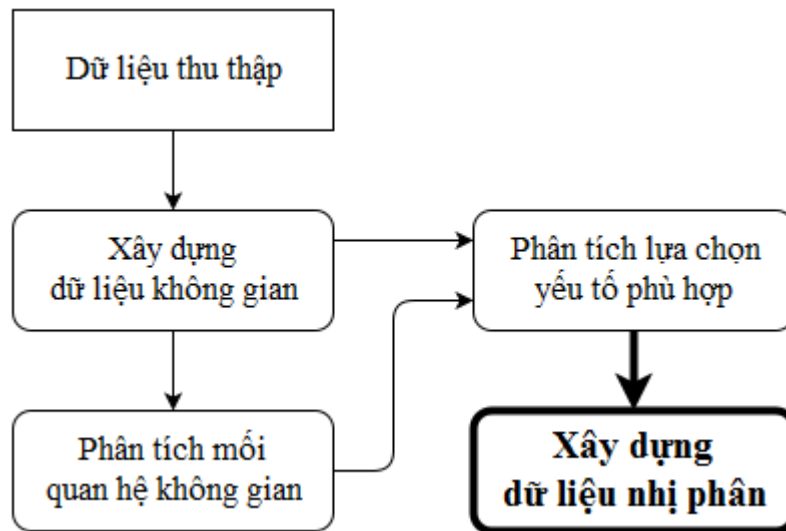 Dữ liệu thu thập
Xây dựng
dữ liệu không gian
Phân tích lựa chọn
yếu tố phù hợp
Phân tích mối
quan hệ không gian
Xây dựng
dữ liệu nhị phân